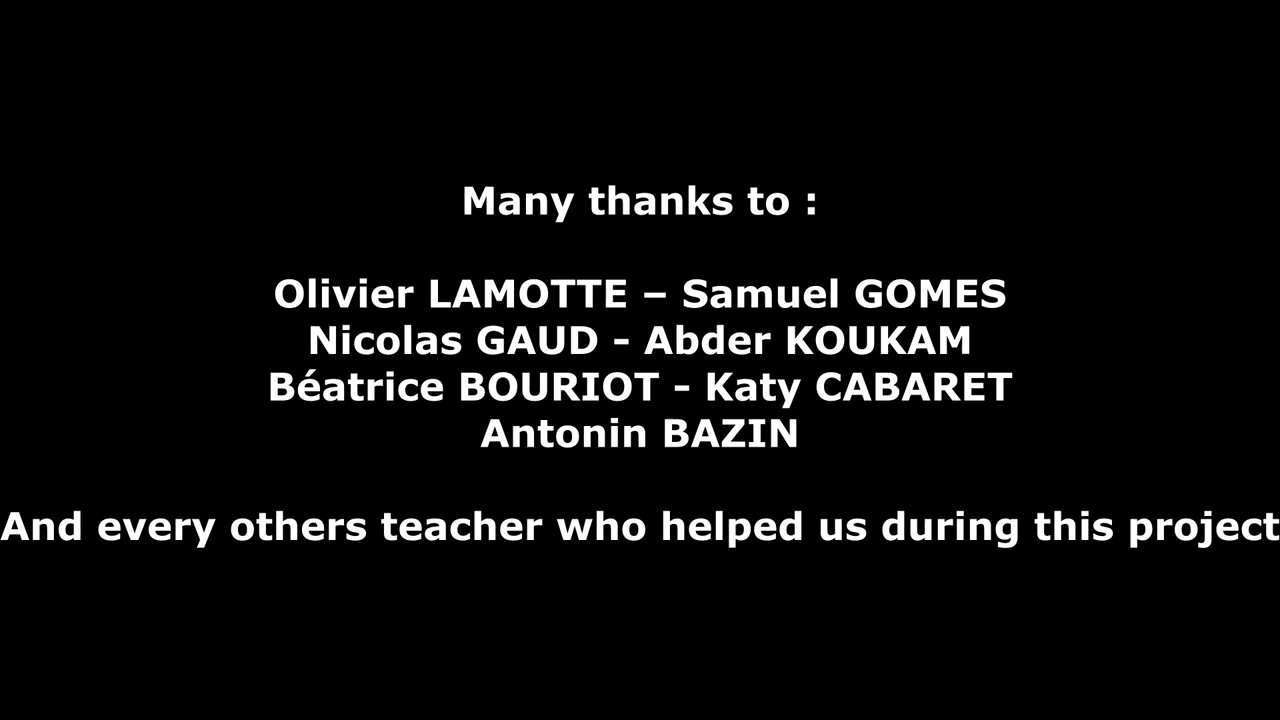 Many thanks to :
Olivier LAMOTTE – Samuel GOMES
Nicolas GAUD - Abder KOUKAM
Béatrice BOURIOT - Katy CABARET
Antonin BAZIN
And every others teacher who helped us during this project